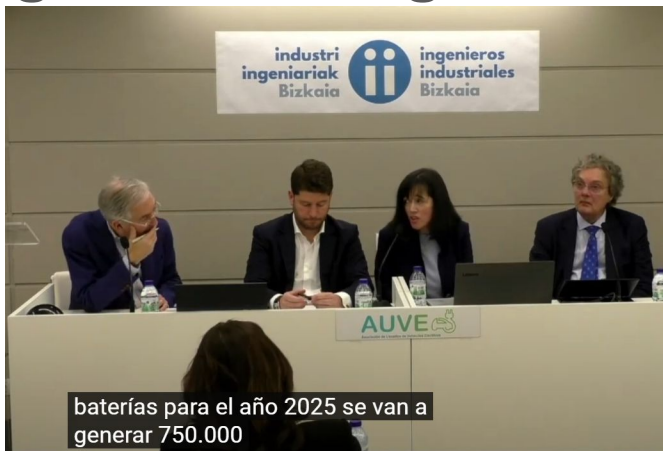 industri
ingeniariak
Bizkaia
ii
ingenieros
industriales
Bizkaia
AUVE
baterías para el año 2025 se van a
generar 750.000